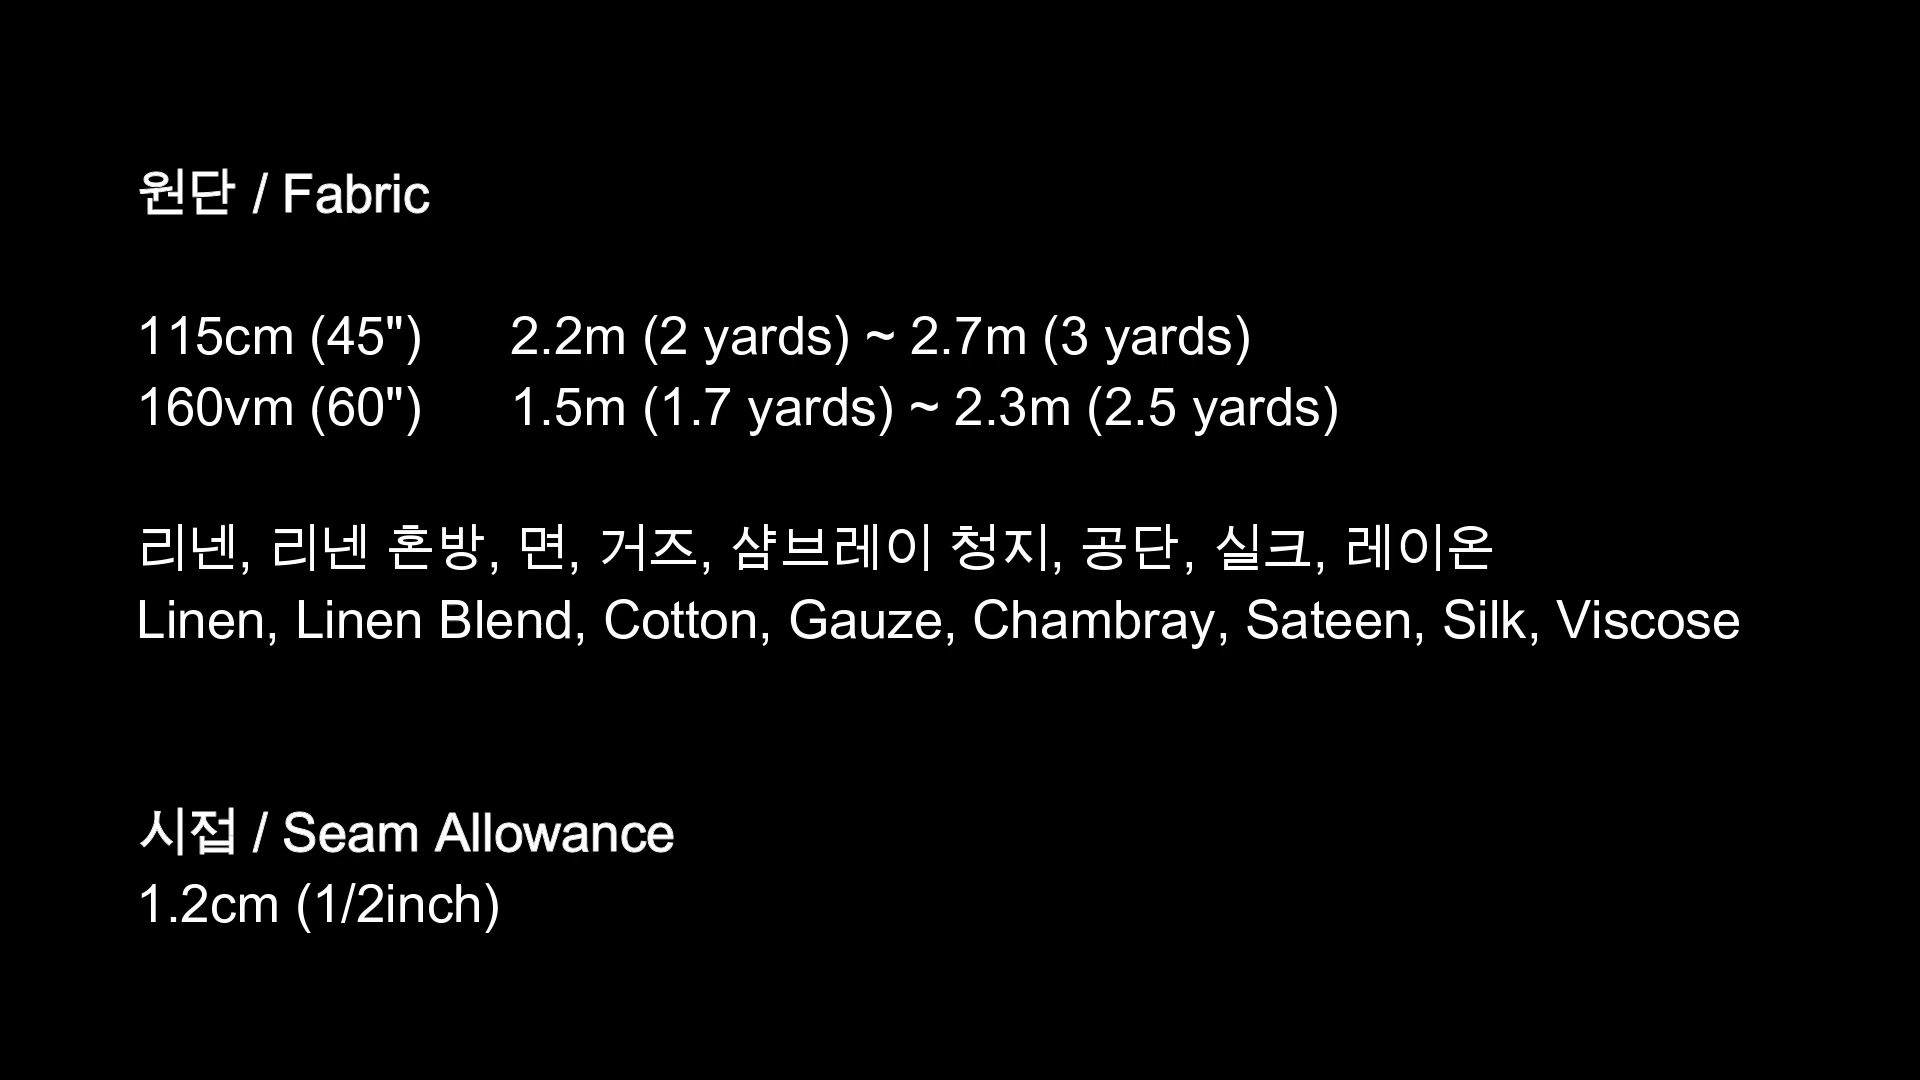 원단 / Fabric
115cm (45") 2.2m (2 yards) ~ 2.7m (3 yards)
160vm (60") 1.5m (1.7 yards) ~ 2.3m (2.5 yards)
리넨, 리넨 혼방, 면, 거즈, 샴브레이 청지, 공단, 실크, 레이온
Linen, Linen Blend, Cotton, Gauze, Chambray, Sateen, Silk, Viscose
시접 / Seam Allowance
1.2cm (1/2inch)